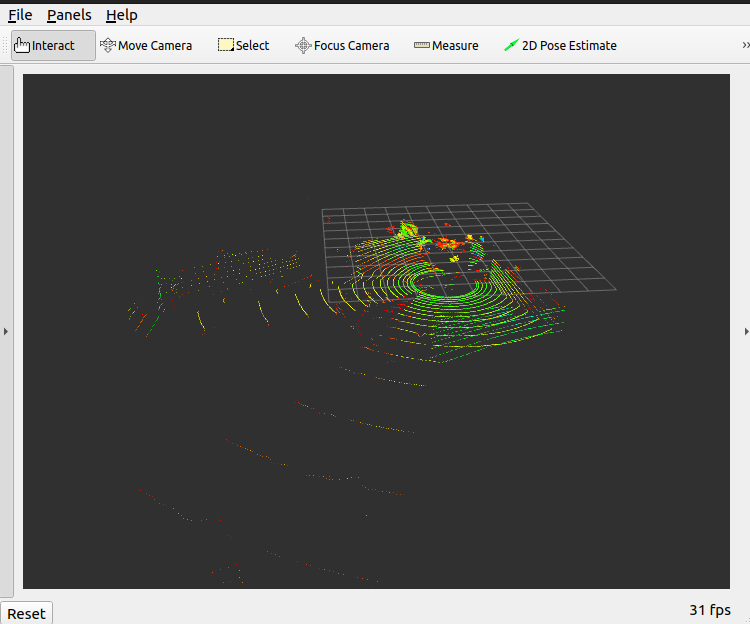 File Panels Help
Interact Move Camera Select Focus Camera Measure 2D Pose Estimate »
Reset 31 fps